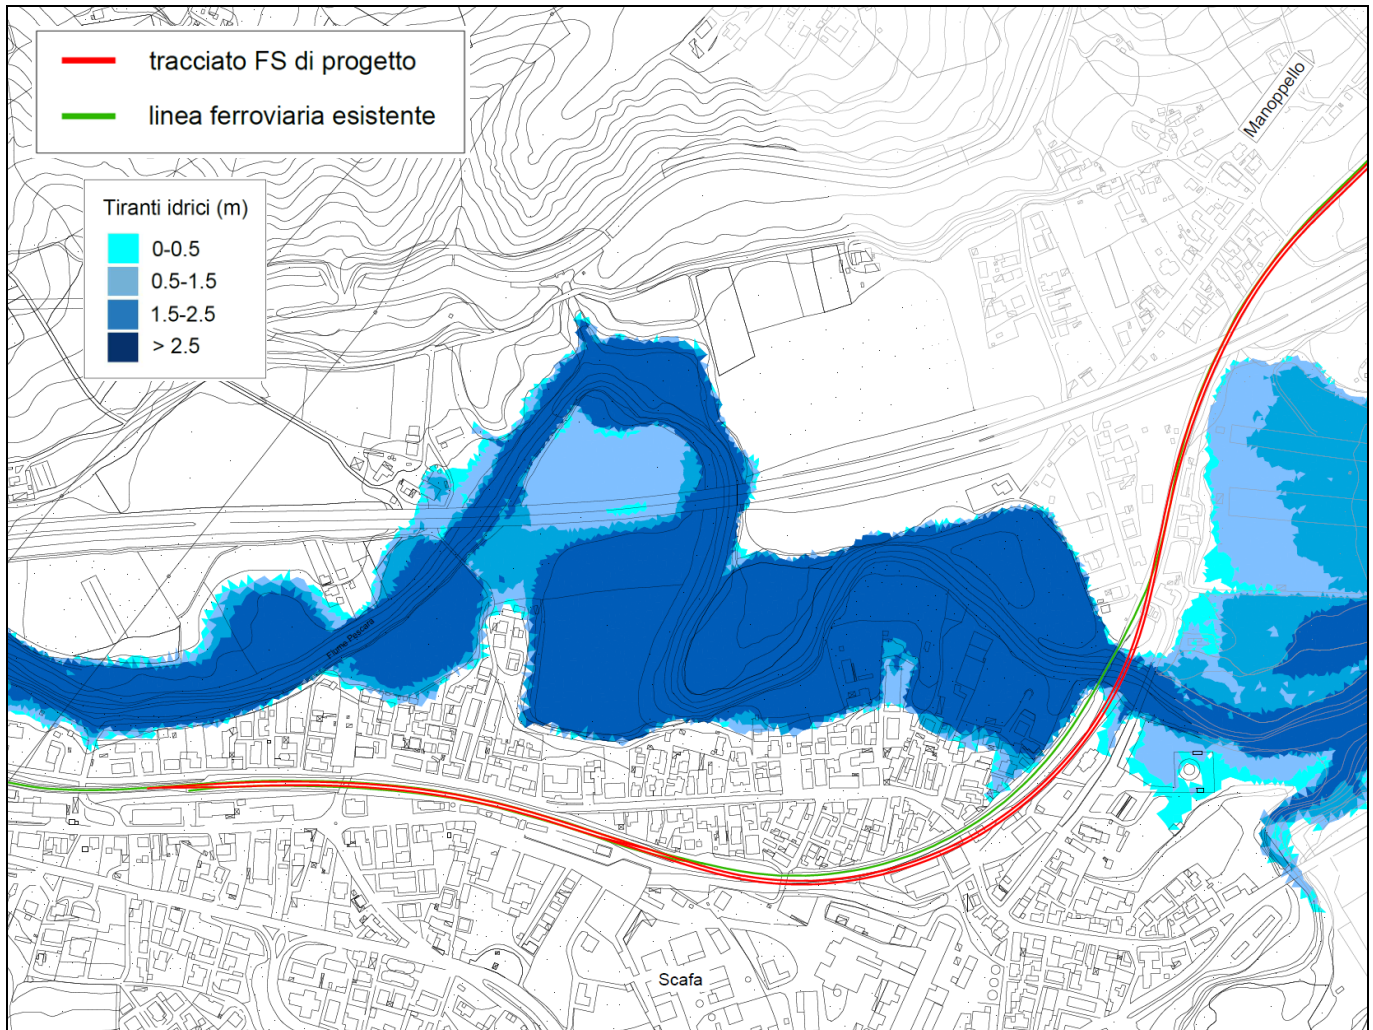 tracciato FS di progetto
linea ferroviaria esistente
Manoppello
Tiranti idrici (m)
0-0.5
0.5-1.5
1.5-2.5
> 2.5
Fiume Pescara
Scafa